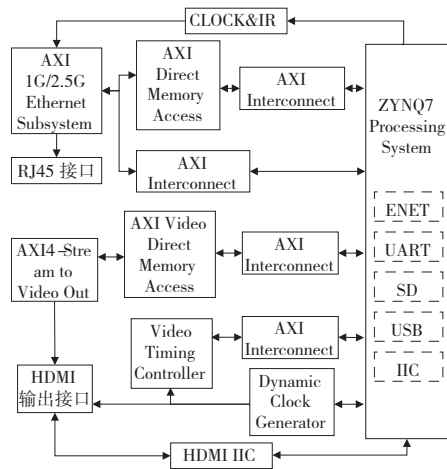 CLOCK&IR
AXI
1G/2.5G
Ethernet
Subsystem
AXI
Direct
Memory
Access
AXI
Interconnect
ZYNQ7
Processing
System
RJ45 接口
AXI
Interconnect
ENET
UART
SD
USB
IIC
AXI4-Stre
am to
Video Out
AXI Video
Direct
Memory
Access
AXI
Interconnect
Video
Timing
Controller
AXI
Interconnect
HDMI
输出接口
Dynamic
Clock
Generator
HDMI IIC